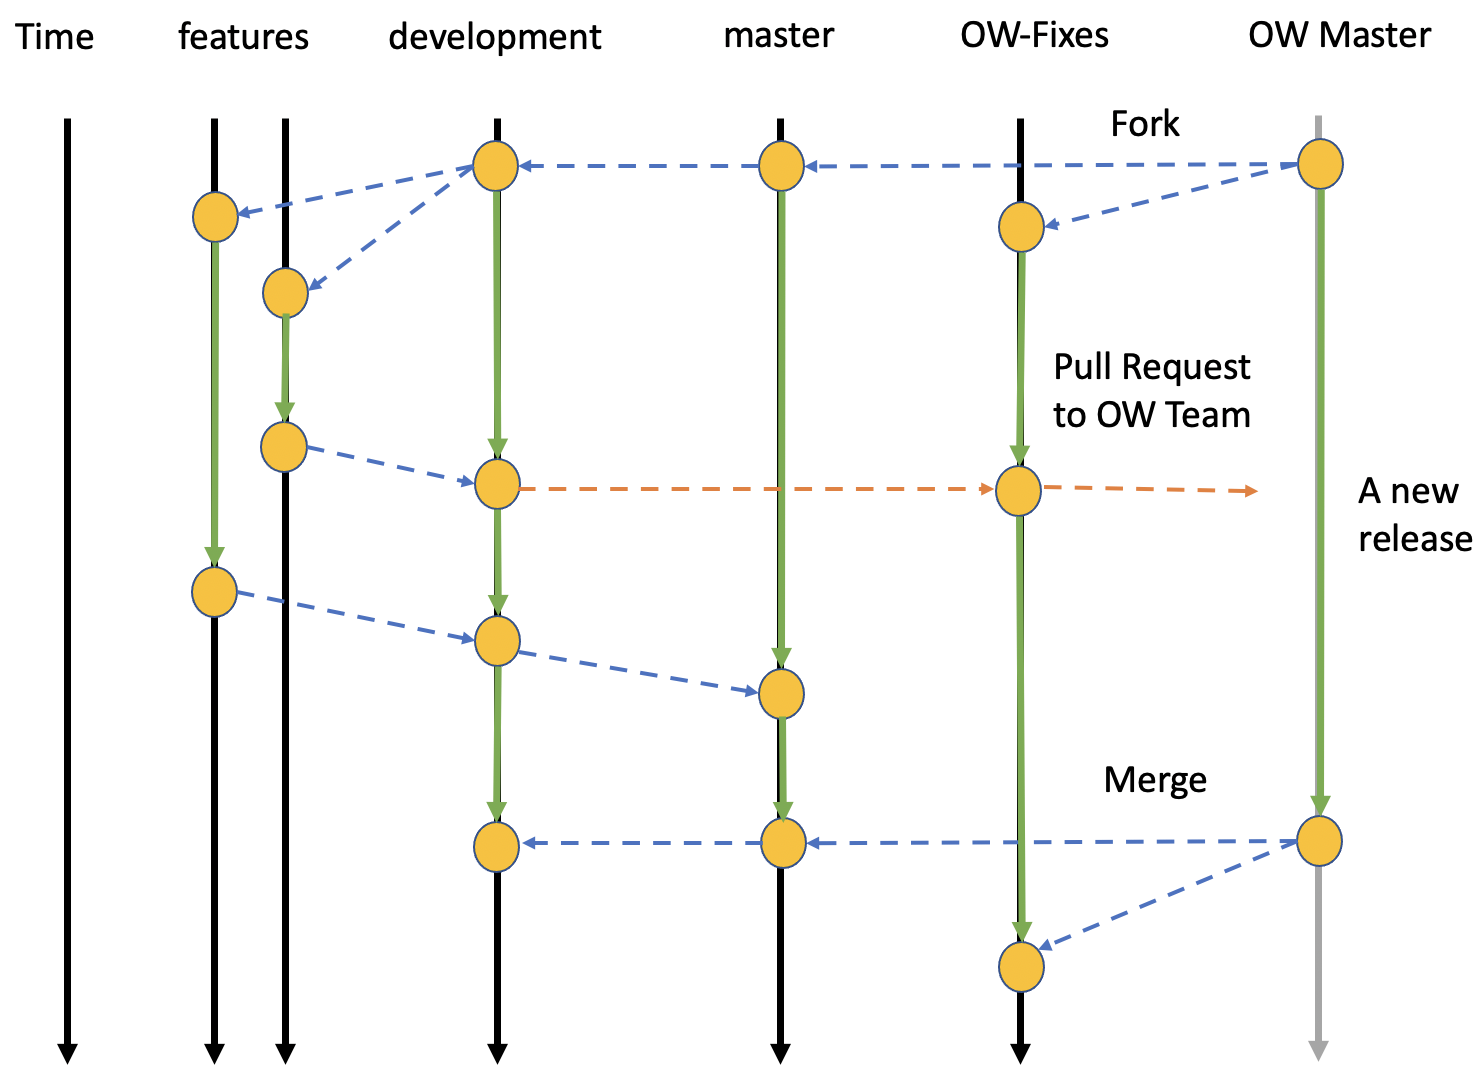 Time
features
development
master
OW-Fixes
OW Master
Fork
Pull Request
to OW Team
A new
release
Merge